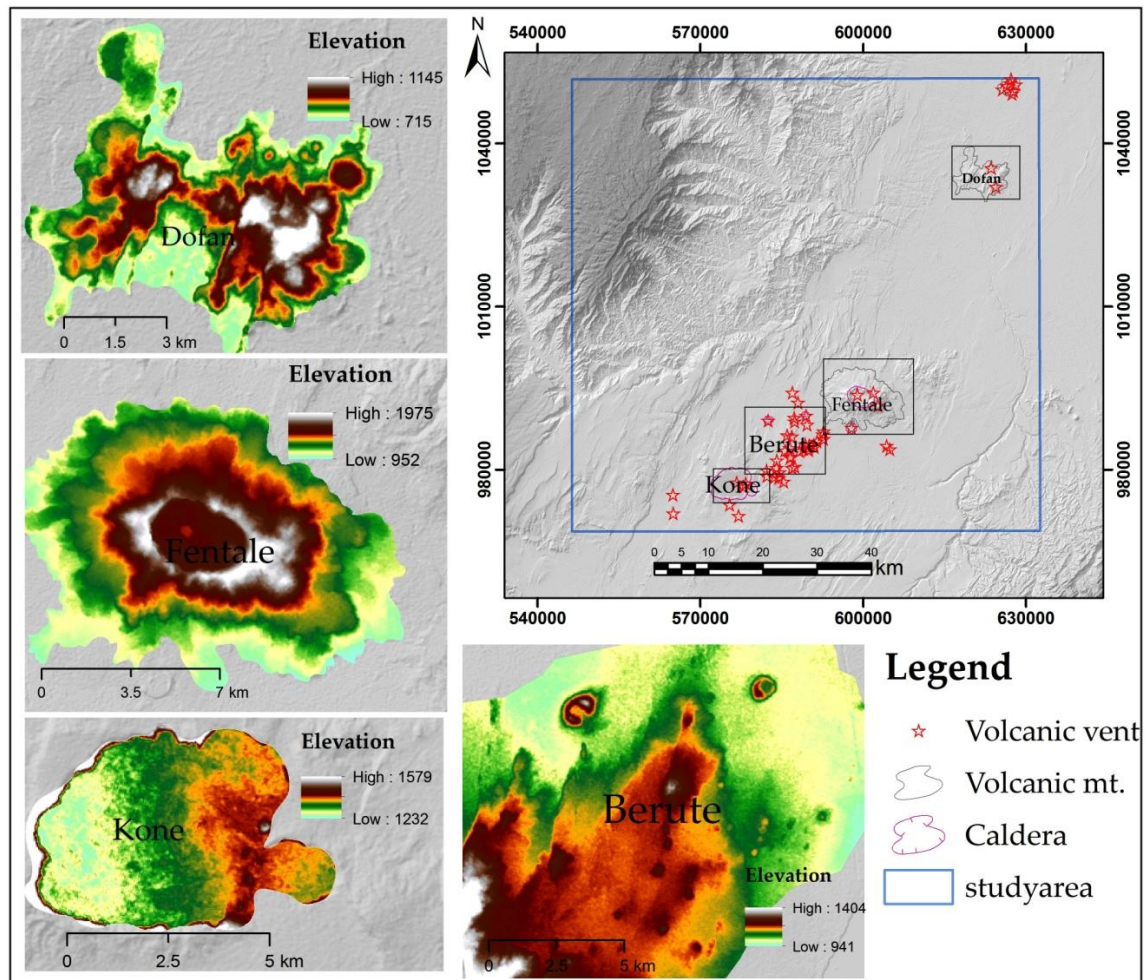 Elevation
High : 1145
Low : 715
Dofan
0 1.5 3 km
Elevation
High : 1975
Low : 952
Fentale
0 3.5 7 km
Elevation
High : 1579
Low : 1232
Kone
0 2.5 5 km
N
540000 570000 600000 630000
1040000 1040000
1010000 1010000
980000 980000
Dofan
Fentale
Berute
Kone
0 5 10 20 30 40
km
540000 570000 600000 630000
Berute
Elevation
High : 1404
Low : 941
0 2.5 5 km
Legend
Volcanic vent
Volcanic mt.
Caldera
studyarea